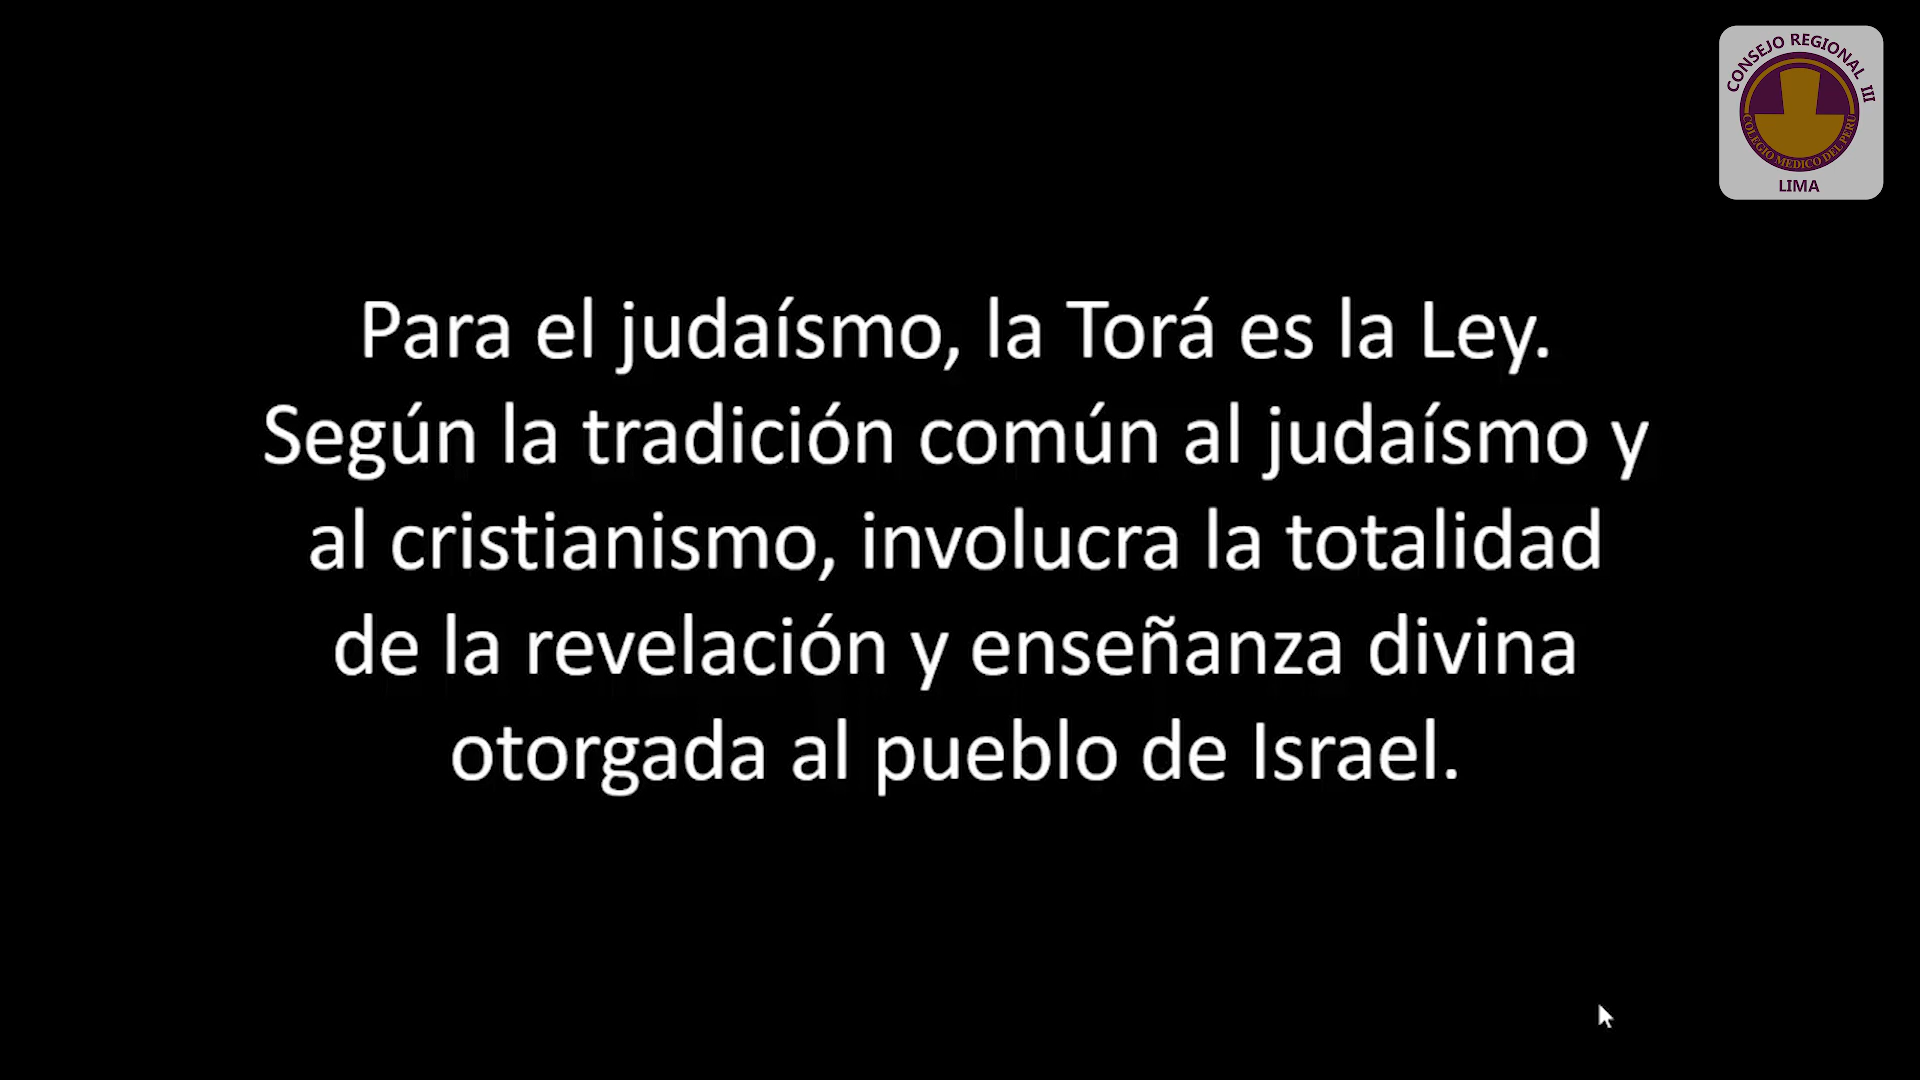 CONSEJO REGIONAL III
COLEGIO MEDICO DEL PERU
LIMA
Para el judaísmo, la Torá es la Ley.
Según la tradición común al judaísmo y
al cristianismo, involucra la totalidad
de la revelación y enseñanza divina
otorgada al pueblo de Israel.